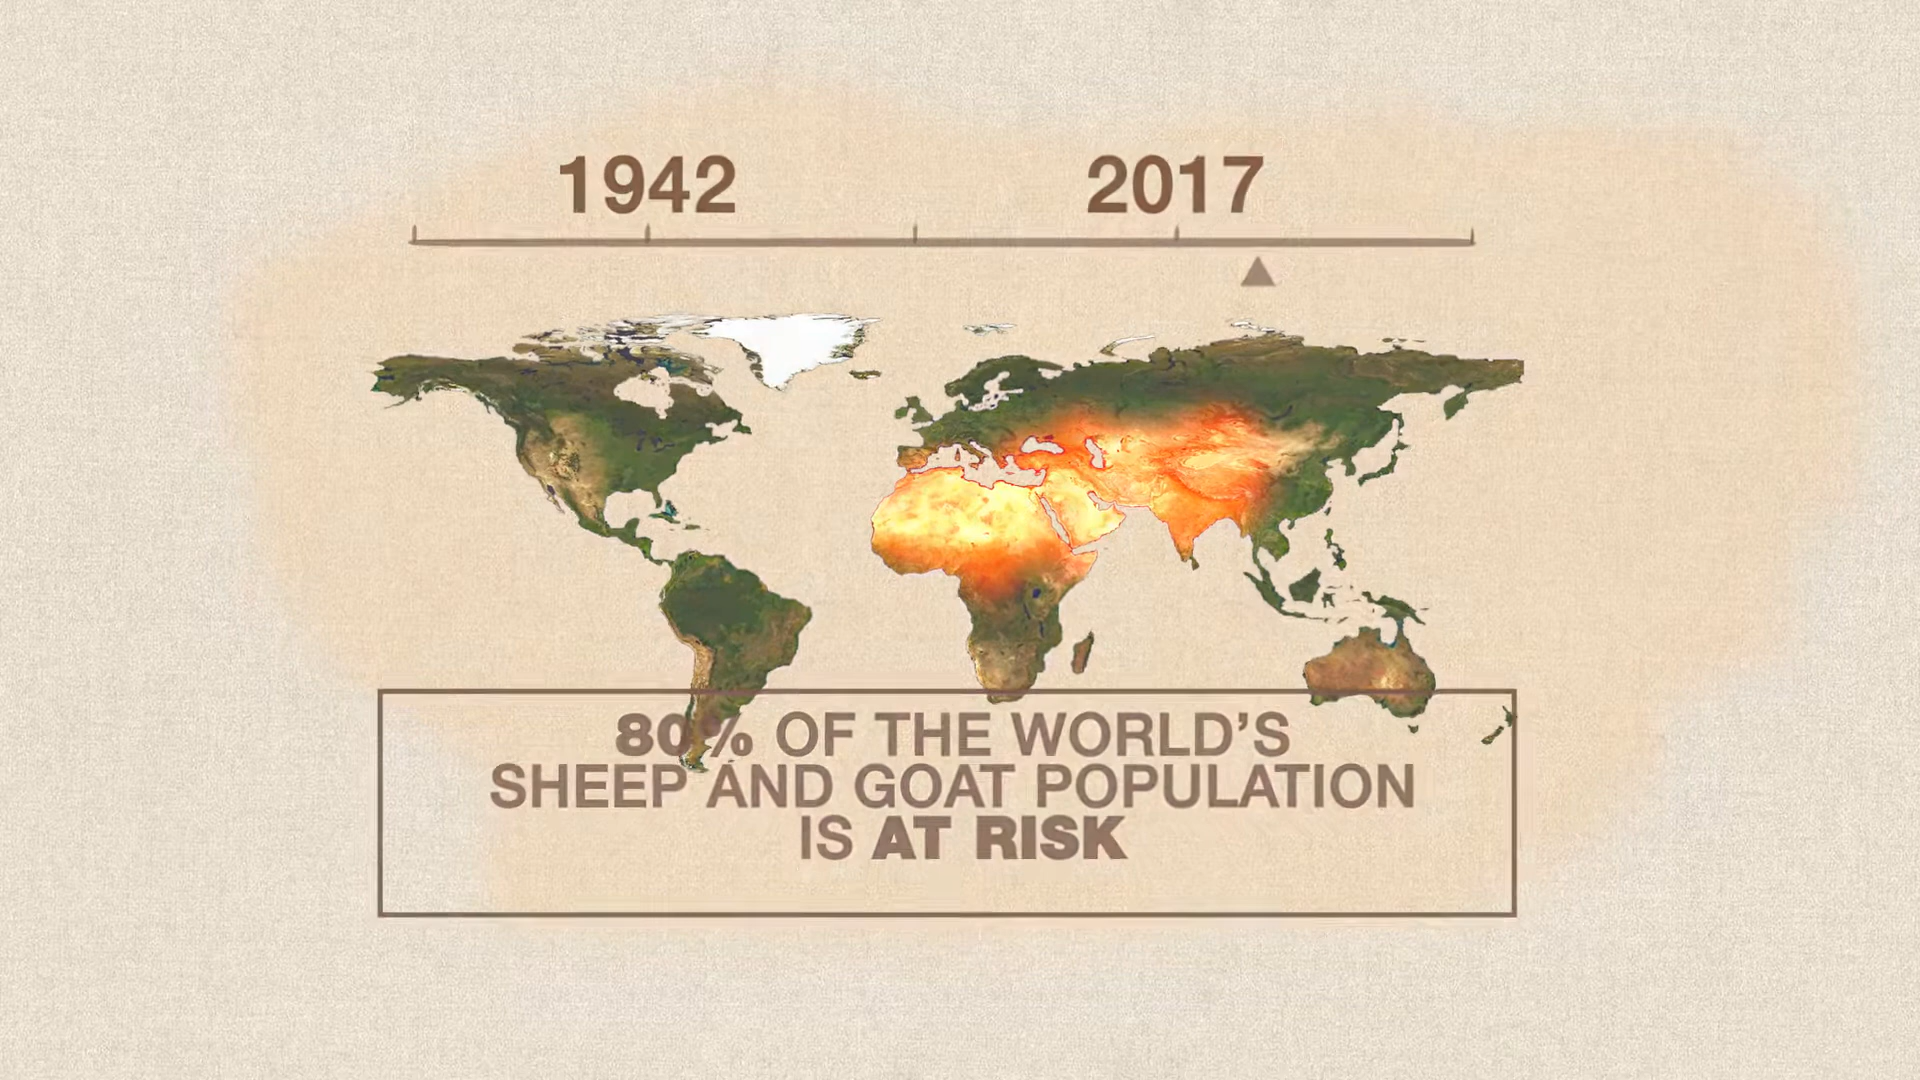 1942 2017
80% OF THE WORLD'S
SHEEP AND GOAT POPULATION
IS AT RISK